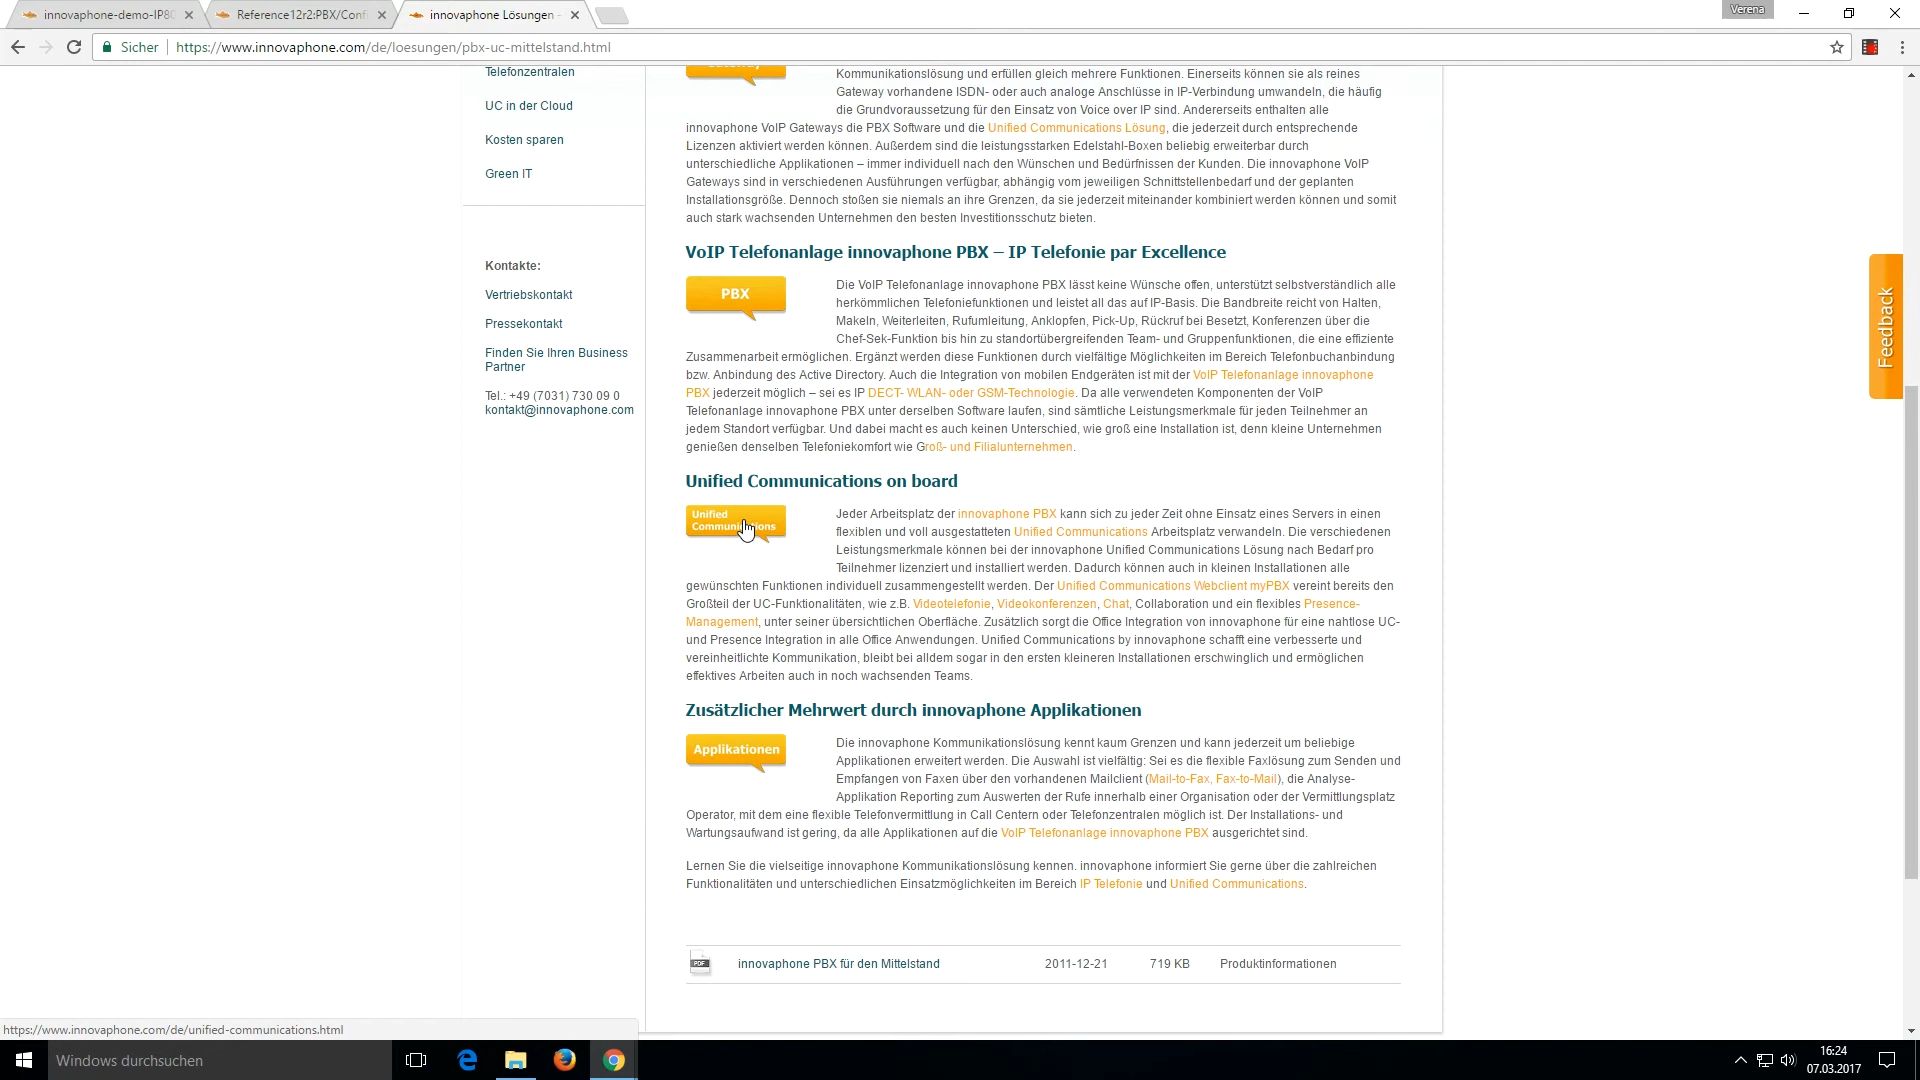 innovaphone-demo-IP80
Reference12r2:PBX/Confi
innovaphone Lösungen -
Verena
Sicher
https://www.innovaphone.com/de/loesungen/pbx-uc-mittelstand.html
Telefonzentralen
UC in der Cloud
Kosten sparen
Green IT
Kontakte:
Vertriebskontakt
Pressekontakt
Finden Sie Ihren Business
Partner
Tel.: +49 (7031) 730 09 0
kontakt@innovaphone.com
Kommunikationslösung und erfüllen gleich mehrere Funktionen. Einerseits können sie als reines
Gateway vorhandene ISDN- oder auch analoge Anschlüsse in IP-Verbindung umwandeln, die häufig
die Grundvoraussetzung für den Einsatz von Voice over IP sind. Andererseits enthalten alle
innovaphone VoIP Gateways die PBX Software und die Unified Communications Lösung, die jederzeit durch entsprechende
Lizenzen aktiviert werden können. Außerdem sind die leistungsstarken Edelstahl-Boxen beliebig erweiterbar durch
unterschiedliche Applikationen – immer individuell nach den Wünschen und Bedürfnissen der Kunden. Die innovaphone VoIP
Gateways sind in verschiedenen Ausführungen verfügbar, abhängig vom jeweiligen Schnittstellenbedarf und der geplanten
Installationsgröße. Dennoch stoßen sie niemals an ihre Grenzen, da sie jederzeit miteinander kombiniert werden können und somit
auch stark wachsenden Unternehmen den besten Investitionsschutz bieten.
VoIP Telefonanlage innovaphone PBX – IP Telefonie par Excellence
PBX
Die VoIP Telefonanlage innovaphone PBX lässt keine Wünsche offen, unterstützt selbstverständlich alle
herkömmlichen Telefoniefunktionen und leistet all das auf IP-Basis. Die Bandbreite reicht von Halten,
Makeln, Weiterleiten, Rufumleitung, Anklopfen, Pick-Up, Rückruf bei Besetzt, Konferenzen über die
Chef-Sek-Funktion bis hin zu standortübergreifenden Team- und Gruppenfunktionen, die eine effiziente
Zusammenarbeit ermöglichen. Ergänzt werden diese Funktionen durch vielfältige Möglichkeiten im Bereich Telefonbuchanbindung
bzw. Anbindung des Active Directory. Auch die Integration von mobilen Endgeräten ist mit der VoIP Telefonanlage innovaphone
PBX jederzeit möglich – sei es IP DECT- WLAN- oder GSM-Technologie. Da alle verwendeten Komponenten der VoIP
Telefonanlage innovaphone PBX unter derselben Software laufen, sind sämtliche Leistungsmerkmale für jeden Teilnehmer an
jedem Standort verfügbar. Und dabei macht es auch keinen Unterschied, wie groß eine Installation ist, denn kleine Unternehmen
genießen denselben Telefoniekomfort wie Groß- und Filialunternehmen.
Unified Communications on board
Unified
Communications
Jeder Arbeitsplatz der innovaphone PBX kann sich zu jeder Zeit ohne Einsatz eines Servers in einen
flexiblen und voll ausgestatteten Unified Communications Arbeitsplatz verwandeln. Die verschiedenen
Leistungsmerkmale können bei der innovaphone Unified Communications Lösung nach Bedarf pro
Teilnehmer lizenziert und installiert werden. Dadurch können auch in kleinen Installationen alle
gewünschten Funktionen individuell zusammengestellt werden. Der Unified Communications Webclient myPBX vereint bereits den
Großteil der UC-Funktionalitäten, wie z.B. Videotelefonie, Videokonferenzen, Chat, Collaboration und ein flexibles Presence-
Management, unter seiner übersichtlichen Oberfläche. Zusätzlich sorgt die Office Integration von innovaphone für eine nahtlose UC-
und Presence Integration in alle Office Anwendungen. Unified Communications by innovaphone schafft eine verbesserte und
vereinheitlichte Kommunikation, bleibt bei alldem sogar in den ersten kleineren Installationen erschwinglich und ermöglichen
effektives Arbeiten auch in noch wachsenden Teams.
Zusätzlicher Mehrwert durch innovaphone Applikationen
Applikationen
Die innovaphone Kommunikationslösung kennt kaum Grenzen und kann jederzeit um beliebige
Applikationen erweitert werden. Die Auswahl ist vielfältig: Sei es die flexible Faxlösung zum Senden und
Empfangen von Faxen über den vorhandenen Mailclient (Mail-to-Fax, Fax-to-Mail), die Analyse-
Applikation Reporting zum Auswerten der Rufe innerhalb einer Organisation oder der Vermittlungsplatz
Operator, mit dem eine flexible Telefonvermittlung in Call Centern oder Telefonzentralen möglich ist. Der Installations- und
Wartungsaufwand ist gering, da alle Applikationen auf die VoIP Telefonanlage innovaphone PBX ausgerichtet sind.
Lernen Sie die vielseitige innovaphone Kommunikationslösung kennen. innovaphone informiert Sie gerne über die zahlreichen
Funktionalitäten und unterschiedlichen Einsatzmöglichkeiten im Bereich IP Telefonie und Unified Communications.
PDF
innovaphone PBX für den Mittelstand 2011-12-21 719 KB Produktinformationen
Feedback
https://www.innovaphone.com/de/unified-communications.html
Windows durchsuchen
16:24
07.03.2017